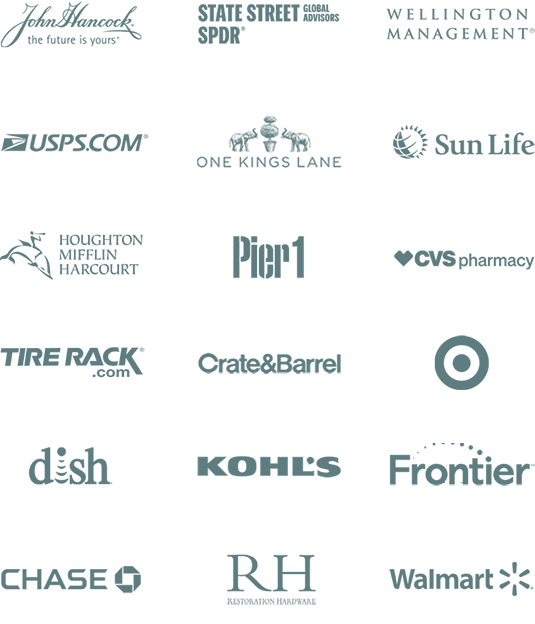 John Hancock.
the future is yours®
STATE STREET GLOBAL
ADVISORS
SPDR®
WELLINGTON
MANAGEMENT®
USPS.COM®
ONE KINGS LANE
Sun Life
HOUGHTON
MIFFLIN
HARCOURT
Pier 1
CVS pharmacy
TIRE RACK®
.com
Crate&Barrel
dish
KOHL'S
Frontier
CHASE
RH
RESTORATION HARDWARE
Walmart